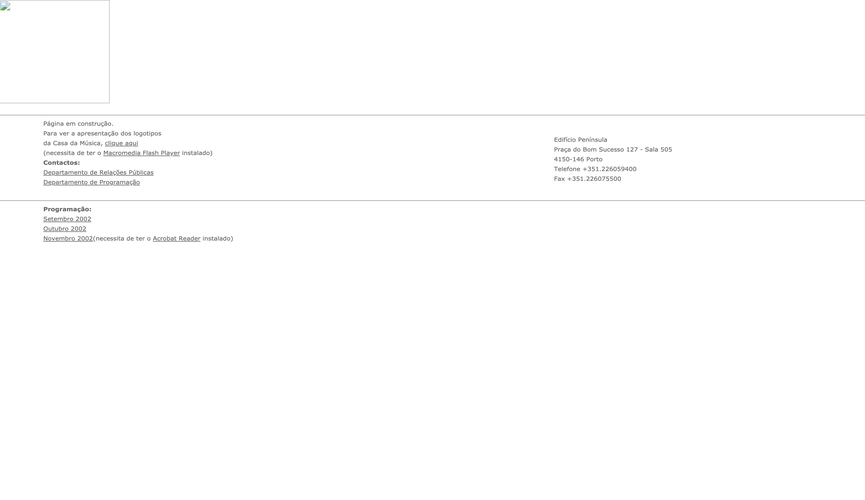 Página em construção.
Para ver a apresentação dos logotipos
da Casa da Música, clique aqui
(necessita de ter o Macromedia Flash Player instalado)
Contactos:
Departamento de Relações Públicas
Departamento de Programação
Edifício Península
Praça do Bom Sucesso 127 - Sala 505
4150-146 Porto
Telefone +351.226059400
Fax +351.226075500
Programação:
Setembro 2002
Outubro 2002
Novembro 2002(necessita de ter o Acrobat Reader instalado)